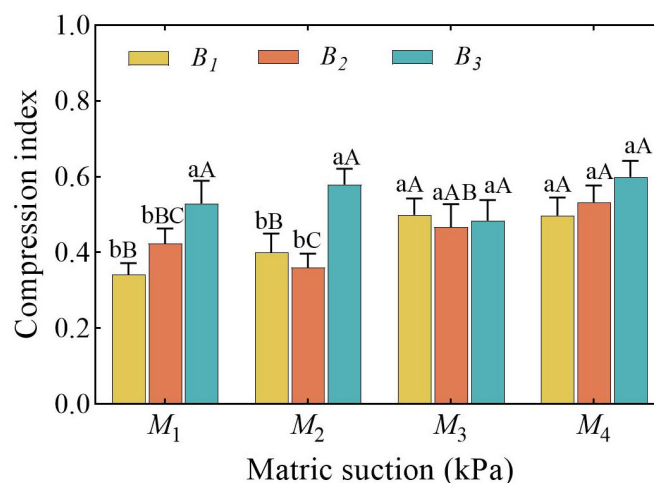 1.0
B1 B2 B3
0.8
aA aA aA
0.6
aA aAB aA aA aA
bBC
bB bC
0.4
bB
0.2
0.0
M1 M2 M3 M4
Compression index
Matric suction (kPa)